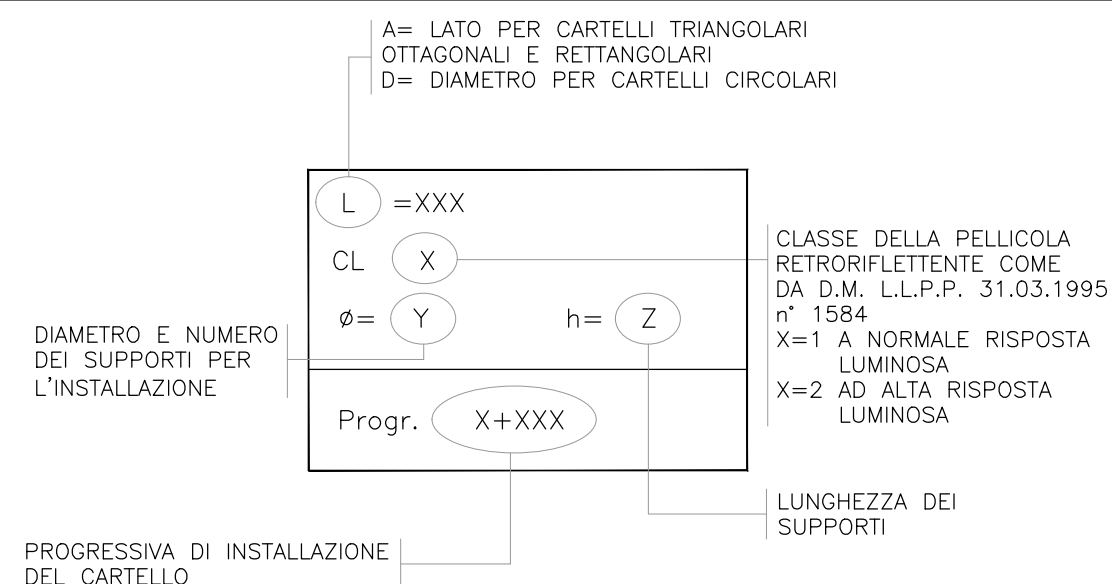 A= LATO PER CARTELLI TRIANGOLARI
OTTAGONALI E RETTANGOLARI
D= DIAMETRO PER CARTELLI CIRCOLARI
L =XXX
CL X
ø= Y h= Z
Progr. X+XXX
CLASSE DELLA PELLICOLA
RETRORIFLETTENTE COME
DA D.M. L.L.P.P. 31.03.1995
n° 1584
X=1 A NORMALE RISPOSTA
LUMINOSA
X=2 AD ALTA RISPOSTA
LUMINOSA
DIAMETRO E NUMERO
DEI SUPPORTI PER
L'INSTALLAZIONE
LUNGHEZZA DEI
SUPPORTI
PROGRESSIVA DI INSTALLAZIONE
DEL CARTELLO